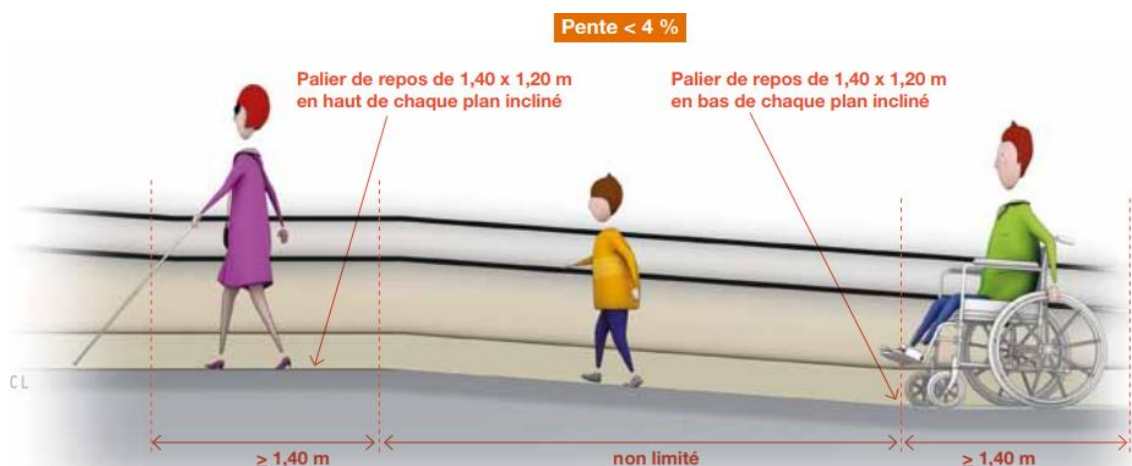 Pente < 4 %
Palier de repos de 1,40 x 1,20 m
en haut de chaque plan incliné
Palier de repos de 1,40 x 1,20 m
en bas de chaque plan incliné
CL
> 1,40 m
non limité
> 1,40 m